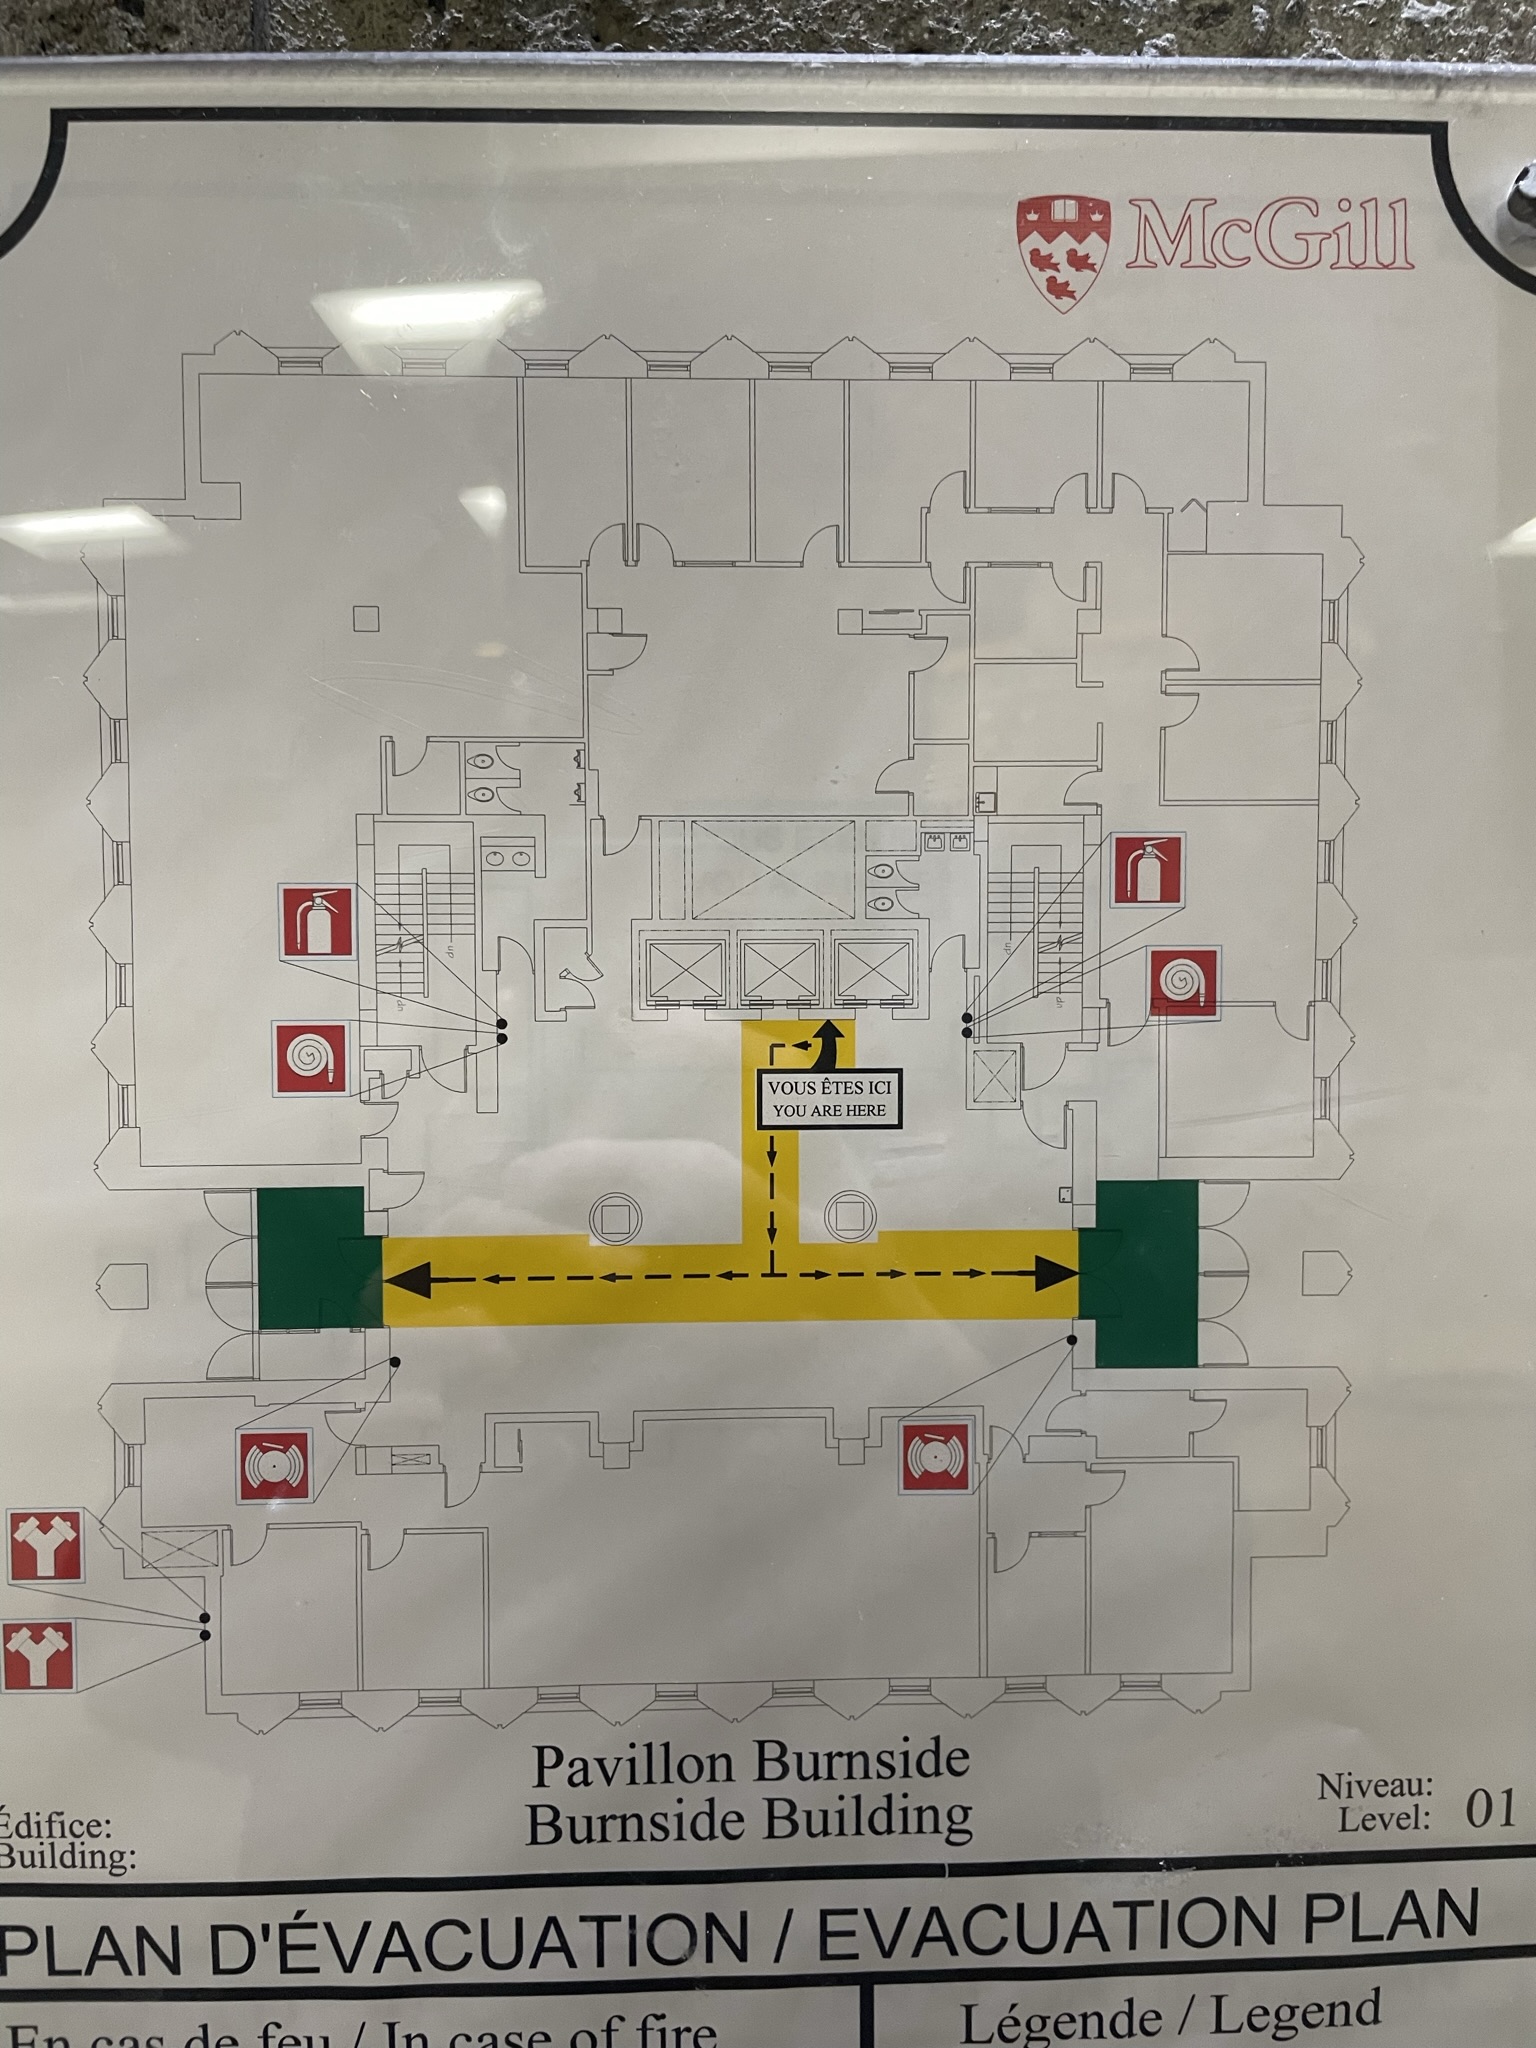 McGill
up
dn
dn
up
VOUS ÊTES ICI
YOU ARE HERE
Pavillon Burnside
Burnside Building
Édifice:
Building:
Niveau:
Level: 01
PLAN D'ÉVACUATION / EVACUATION PLAN
En cas de feu / In case of fire
Légende / Legend